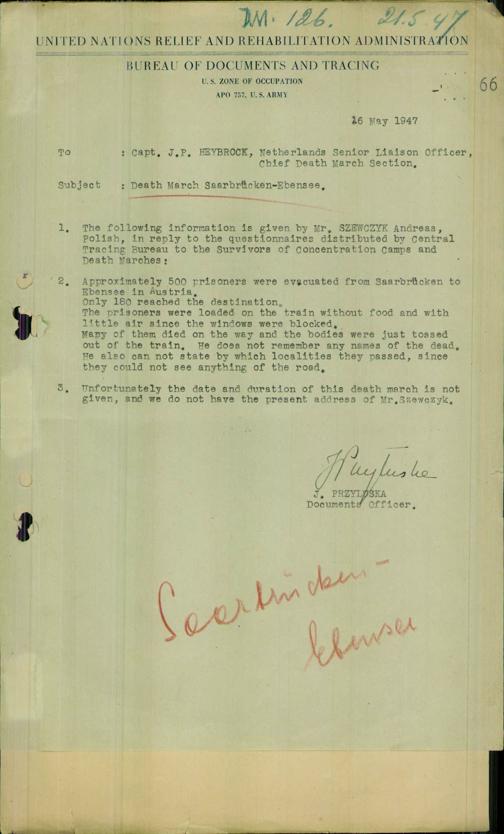 DM. 126. 21.5.47
UNITED NATIONS RELIEF AND REHABILITATION ADMINISTRATION
BUREAU OF DOCUMENTS AND TRACING
U. S. ZONE OF OCCUPATION
APO 757, U. S. ARMY
66
16 May 1947
To : Capt. J.P. HEYBROCK, Netherlands Senior Liaison Officer,
Chief Death March Section.
Subject : Death March Saarbrücken-Ebensee.
1. The following information is given by Mr. SZEWCZYK Andreas,
Polish, in reply to the questionnaires distributed by Central
Tracing Bureau to the Survivors of Concentration Camps and
Death Marches:
2. Approximately 500 prisoners were evacuated from Saarbrücken to
Ebensee in Austria.
Only 180 reached the destination.
The prisoners were loaded on the train without food and with
little air since the windows were blocked.
Many of them died on the way and the bodies were just tossed
out of the train. He does not remember any names of the dead.
He also can not state by which localities they passed, since
they could not see anything of the road.
3. Unfortunately the date and duration of this death march is not
given, and we do not have the present address of Mr.Szewczyk.
J Przyluska
J. PRZYLUSKA
Documents Officer.
Saarbrücken-
Ebensee